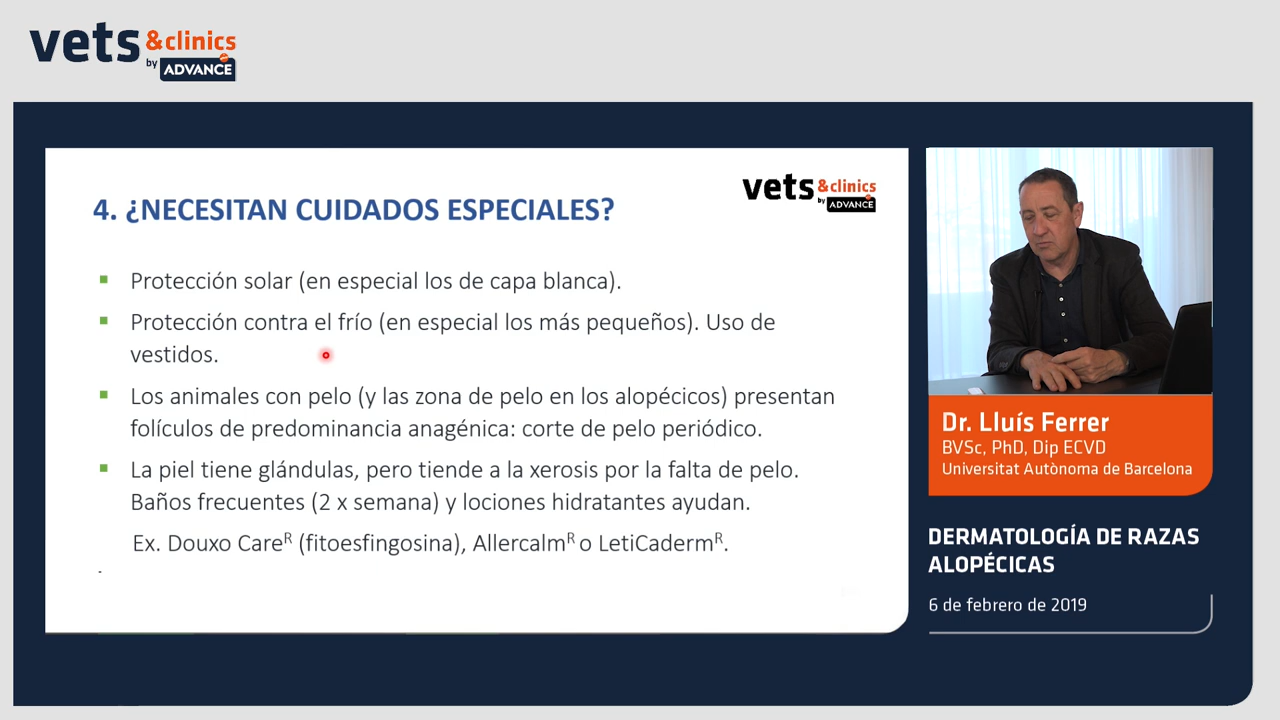 vets &clinics
by ADVANCE
vets &clinics
by ADVANCE
4. ¿NECESITAN CUIDADOS ESPECIALES?
▪ Protección solar (en especial los de capa blanca).
▪ Protección contra el frío (en especial los más pequeños). Uso de
vestidos.
▪ Los animales con pelo (y las zona de pelo en los alopécicos) presentan
folículos de predominancia anagénica: corte de pelo periódico.
▪ La piel tiene glándulas, pero tiende a la xerosis por la falta de pelo.
Baños frecuentes (2 x semana) y lociones hidratantes ayudan.
Ex. Douxo Careᴿ (fitoesfingosina), Allercalmᴿ o LetiCadermᴿ.
-
Dr. Lluís Ferrer
BVSc, PhD, Dip ECVD
Universitat Autònoma de Barcelona
DERMATOLOGÍA DE RAZAS
ALOPÉCICAS
6 de febrero de 2019